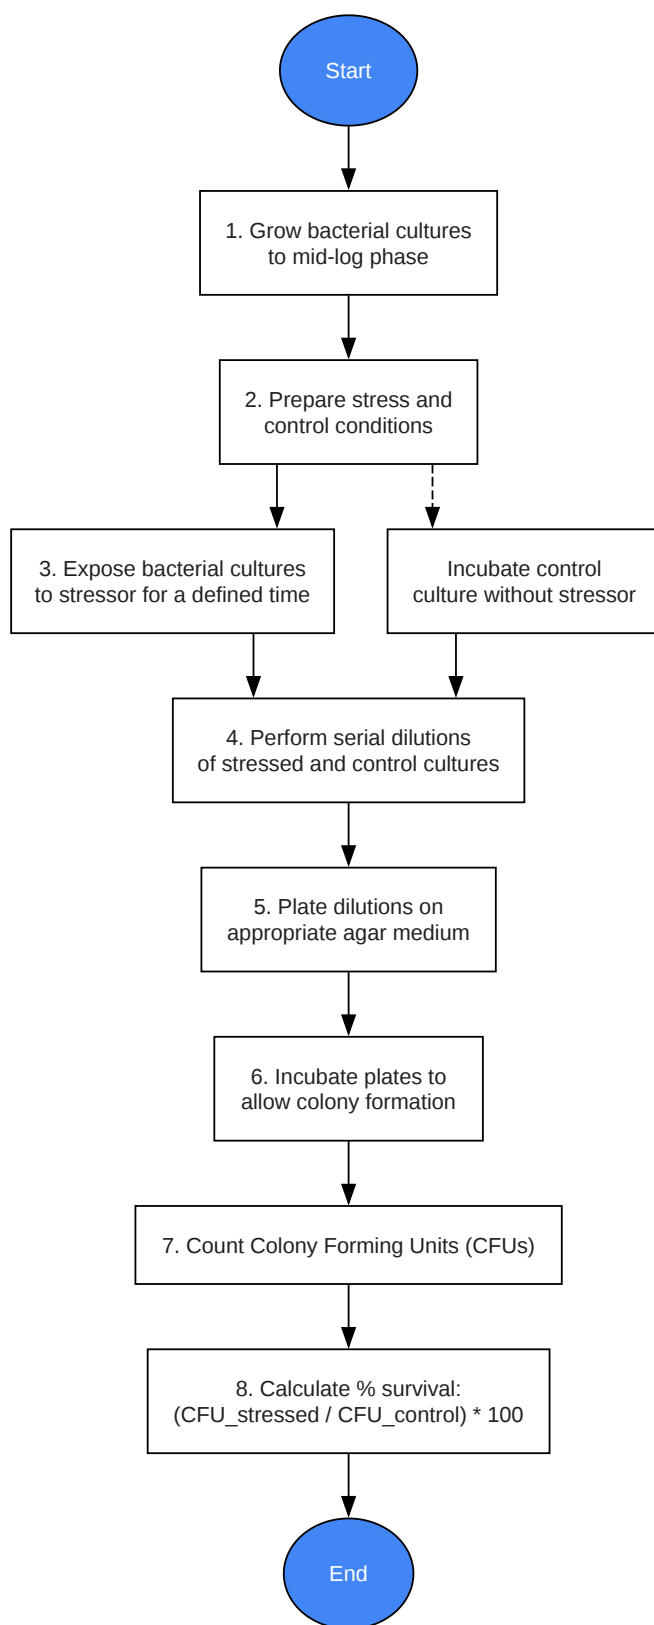 Start
1. Grow bacterial cultures
to mid-log phase
2. Prepare stress and
control conditions
3. Expose bacterial cultures
to stressor for a defined time
Incubate control
culture without stressor
4. Perform serial dilutions
of stressed and control cultures
5. Plate dilutions on
appropriate agar medium
6. Incubate plates to
allow colony formation
7. Count Colony Forming Units (CFUs)
8. Calculate % survival:
(CFU_stressed / CFU_control) * 100
End